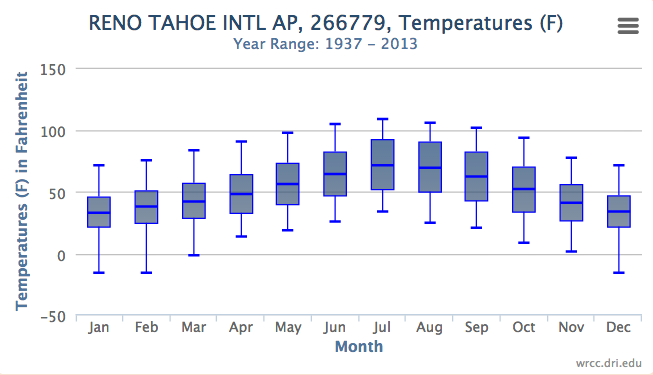 RENO TAHOE INTL AP, 266779, Temperatures (F)
Year Range: 1937 - 2013
Temperatures (F) in Fahrenheit
150
100
50
0
-50
Jan Feb Mar Apr May Jun Jul Aug Sep Oct Nov Dec
Month
wrcc.dri.edu